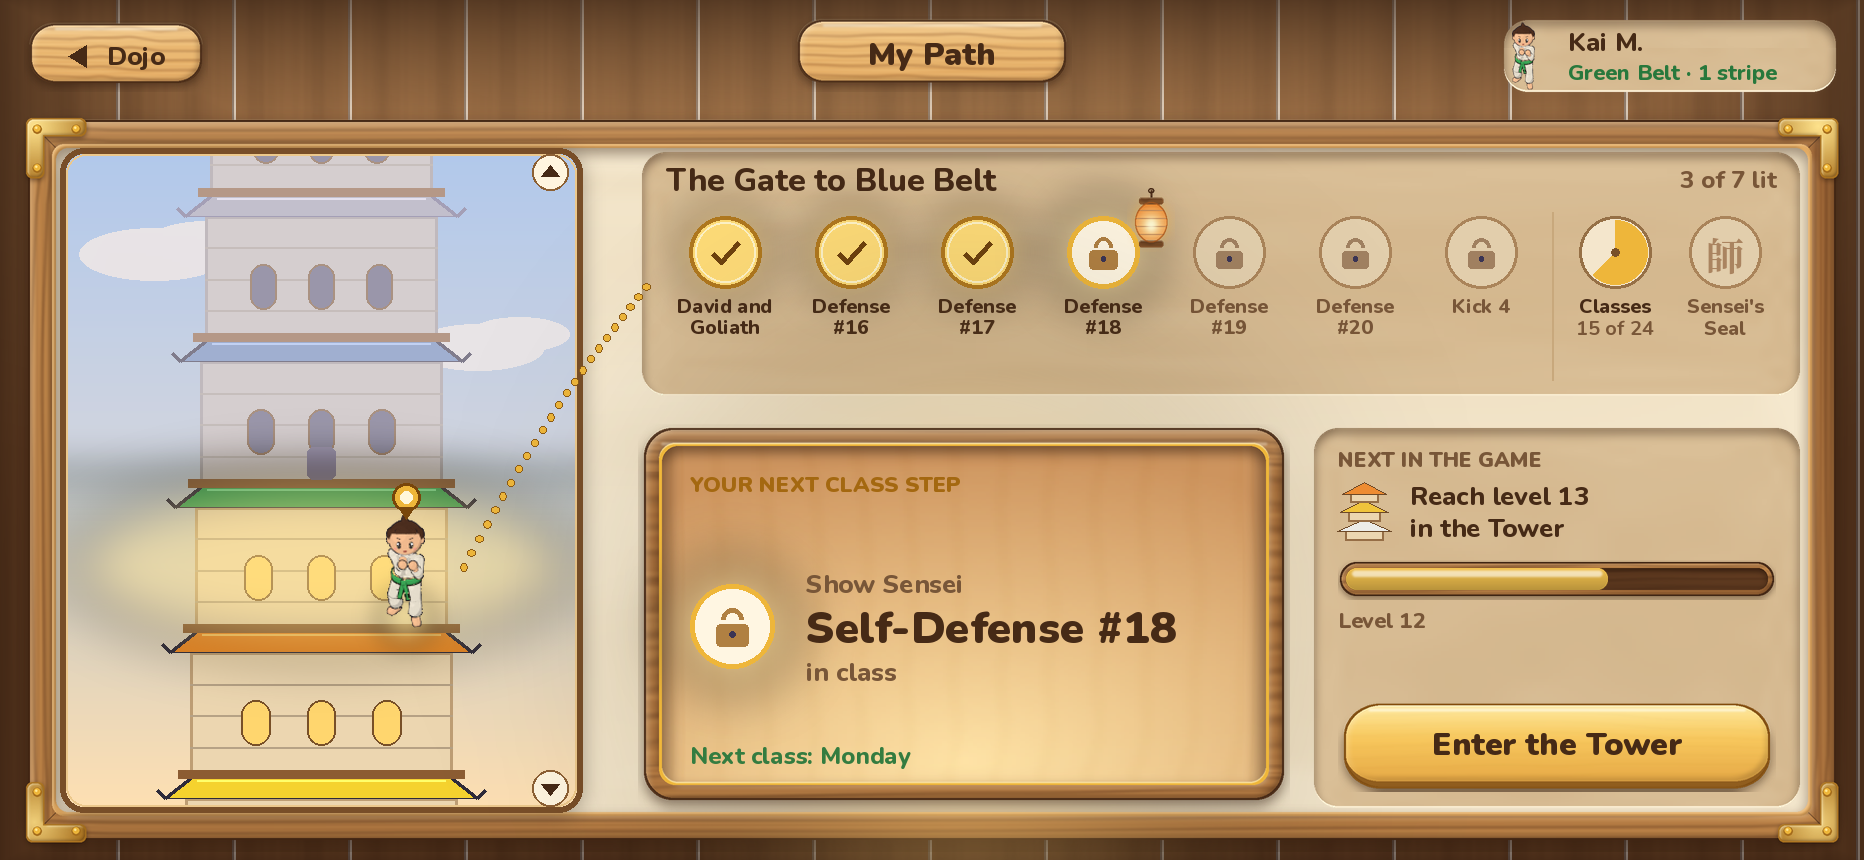 Dojo
My Path
Kai M.
Green Belt · 1 stripe
The Gate to Blue Belt
3 of 7 lit
David and
Goliath
Defense
#16
Defense
#17
Defense
#18
Defense
#19
Defense
#20
Kick 4
Classes
15 of 24
師
Sensei's
Seal
YOUR NEXT CLASS STEP
Show Sensei
Self-Defense #18
in class
Next class: Monday
NEXT IN THE GAME
Reach level 13
in the Tower
Level 12
Enter the Tower